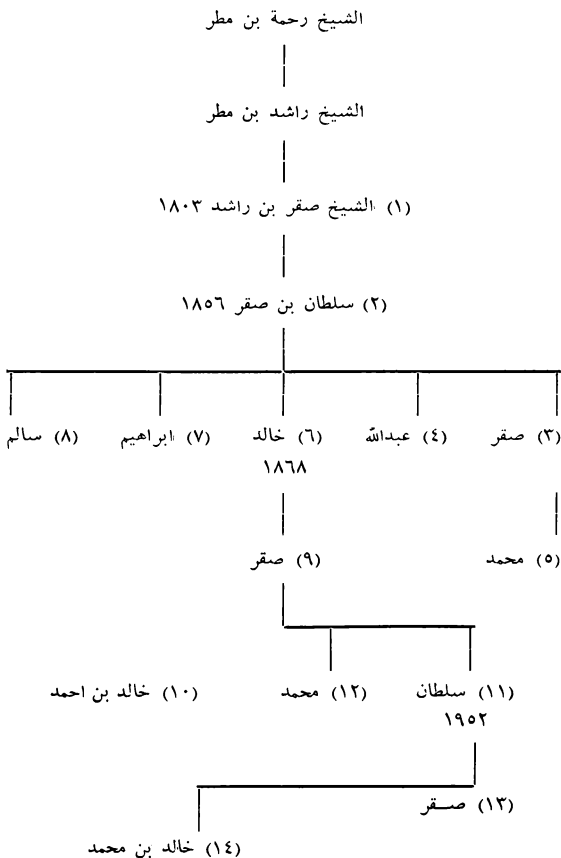 الشيخ رحمة بن مطر
الشيخ راشد بن مطر
(١) الشيخ صقر بن راشد ١٨٠٣
(٢) سلطان بن صقر ١٨٥٦
(٣) صقر (٤) عبدالله (٦) خالد (٧) ابراهيم (٨) سالم
١٨٦٨
(٥) محمد (٩) صقر
(١١) سلطان (١٢) محمد (١٠) خالد بن احمد
١٩٥٢
(١٣) صقر
(١٤) خالد بن محمد